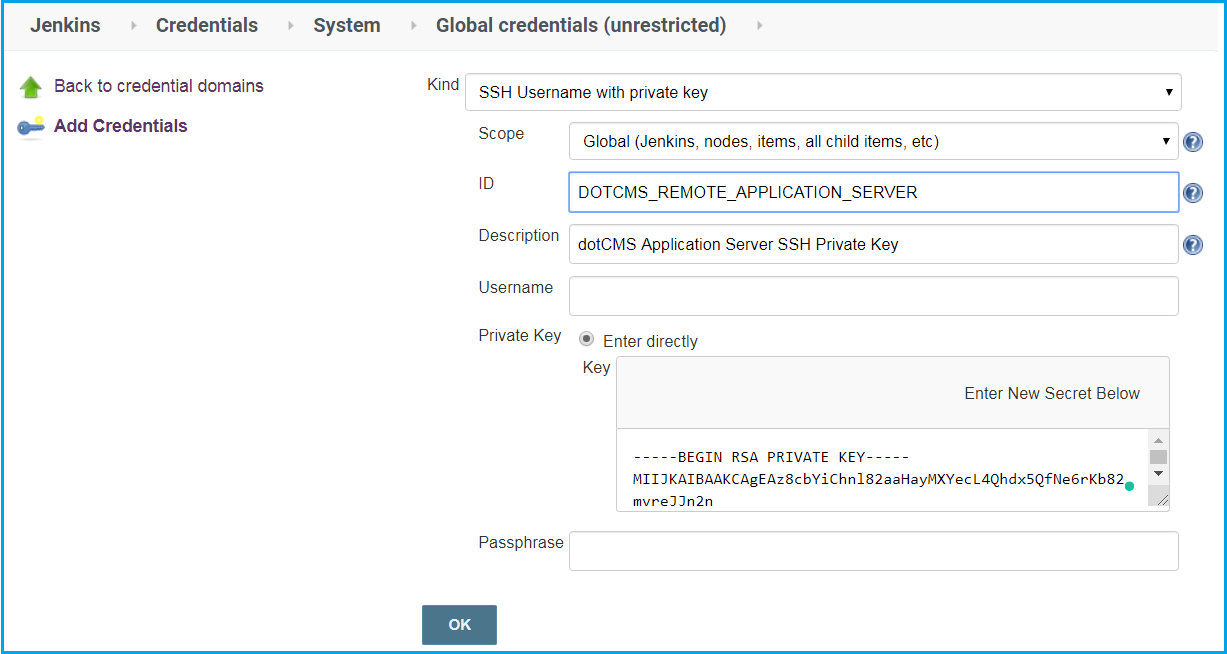 Jenkins Credentials System Global credentials (unrestricted)
Back to credential domains
Add Credentials
Kind SSH Username with private key
Scope Global (Jenkins, nodes, items, all child items, etc)
ID DOTCMS_REMOTE_APPLICATION_SERVER
Description dotCMS Application Server SSH Private Key
Username
Private Key Enter directly
Key
Enter New Secret Below
-----BEGIN RSA PRIVATE KEY-----
MIIJKAIBAAKCAgEAz8cbYiChnl82aaHayMXYecL4Qhdx5QfNe6rKb82
mvreJJn2n
Passphrase
OK